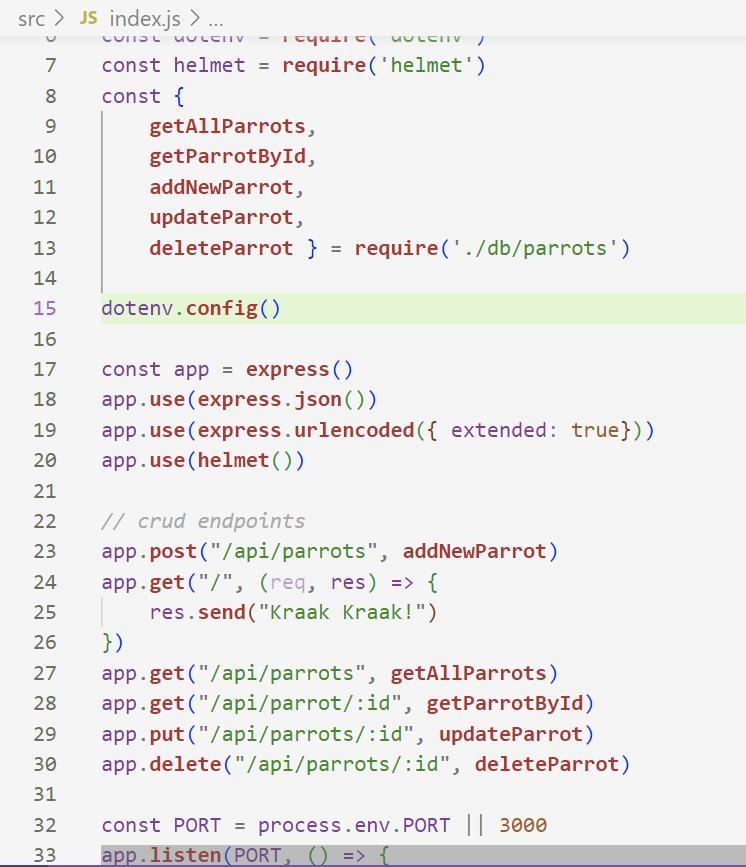 src > JS index.js > ...
6 const dotenv = require('dotenv')
7 const helmet = require('helmet')
8 const {
9     getAllParrots,
10     getParrotById,
11     addNewParrot,
12     updateParrot,
13     deleteParrot } = require('./db/parrots')
14
15 dotenv.config()
16
17 const app = express()
18 app.use(express.json())
19 app.use(express.urlencoded({ extended: true}))
20 app.use(helmet())
21
22 // crud endpoints
23 app.post("/api/parrots", addNewParrot)
24 app.get("/", (req, res) => {
25     res.send("Kraak Kraak!")
26 })
27 app.get("/api/parrots", getAllParrots)
28 app.get("/api/parrot/:id", getParrotById)
29 app.put("/api/parrots/:id", updateParrot)
30 app.delete("/api/parrots/:id", deleteParrot)
31
32 const PORT = process.env.PORT || 3000
33 app.listen(PORT, () => {